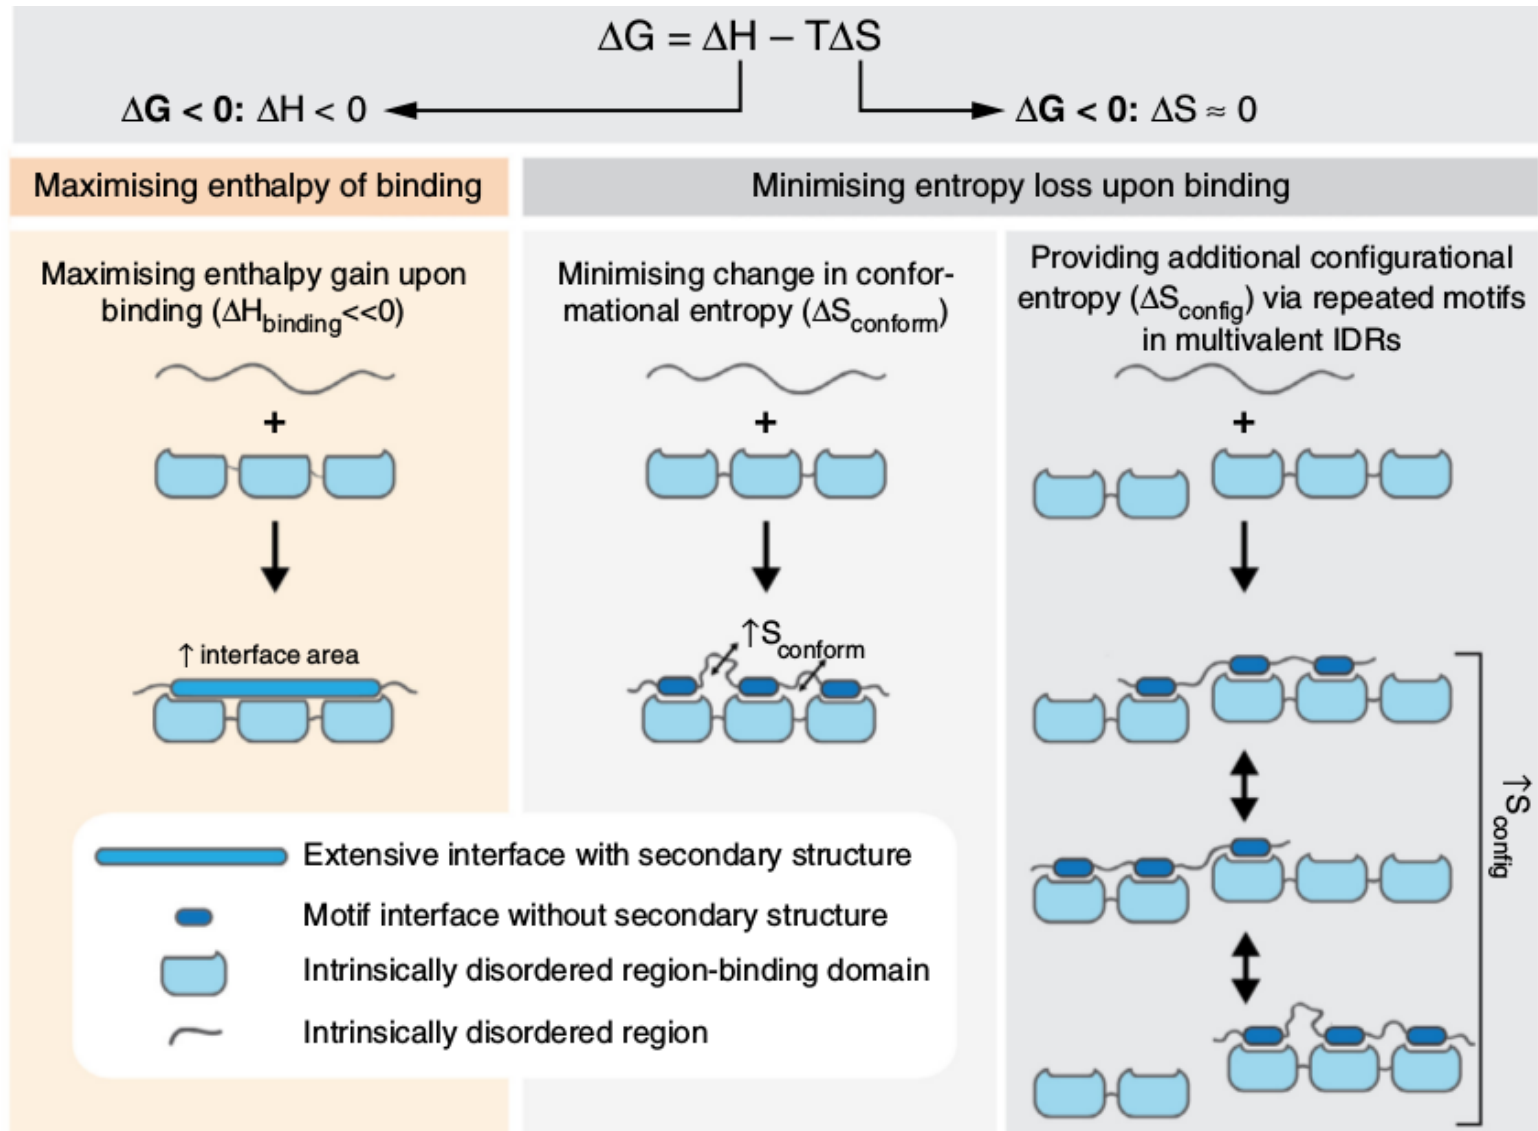 ΔG = ΔH – TΔS
ΔG < 0: ΔH < 0
ΔG < 0: ΔS ≈ 0
Maximising enthalpy of binding
Minimising entropy loss upon binding
Maximising enthalpy gain upon
binding (ΔHbinding<<0)
+
↑ interface area
Minimising change in confor-
mational entropy (ΔSconform)
+
↑Sconform
Providing additional configurational
entropy (ΔSconfig) via repeated motifs
in multivalent IDRs
+
↑Sconfig
Extensive interface with secondary structure
Motif interface without secondary structure
Intrinsically disordered region-binding domain
Intrinsically disordered region